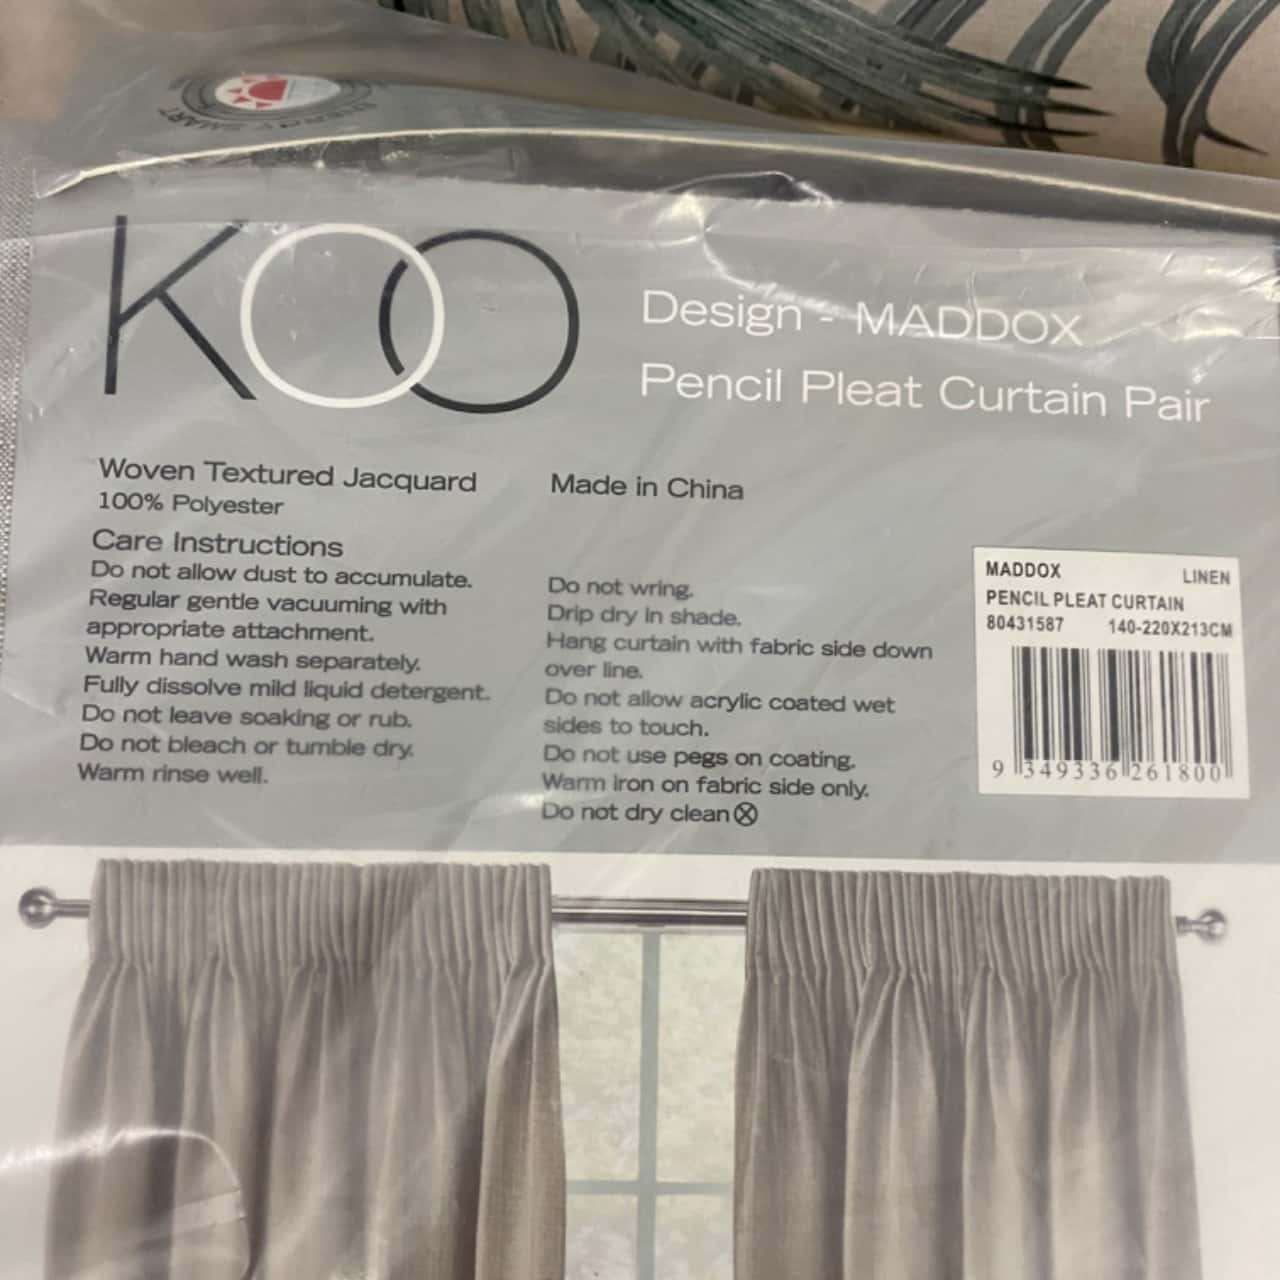 ENERGY SMART
KOO
Design - MADDOX
Pencil Pleat Curtain Pair
Woven Textured Jacquard
100% Polyester
Made in China
Care Instructions
Do not allow dust to accumulate.
Regular gentle vacuuming with
appropriate attachment.
Warm hand wash separately.
Fully dissolve mild liquid detergent.
Do not leave soaking or rub.
Do not bleach or tumble dry.
Warm rinse well.
Do not wring.
Drip dry in shade.
Hang curtain with fabric side down
over line.
Do not allow acrylic coated wet
sides to touch.
Do not use pegs on coating.
Warm iron on fabric side only.
Do not dry clean
MADDOX LINEN
PENCIL PLEAT CURTAIN
80431587 140-220X213CM
9 349336 261800